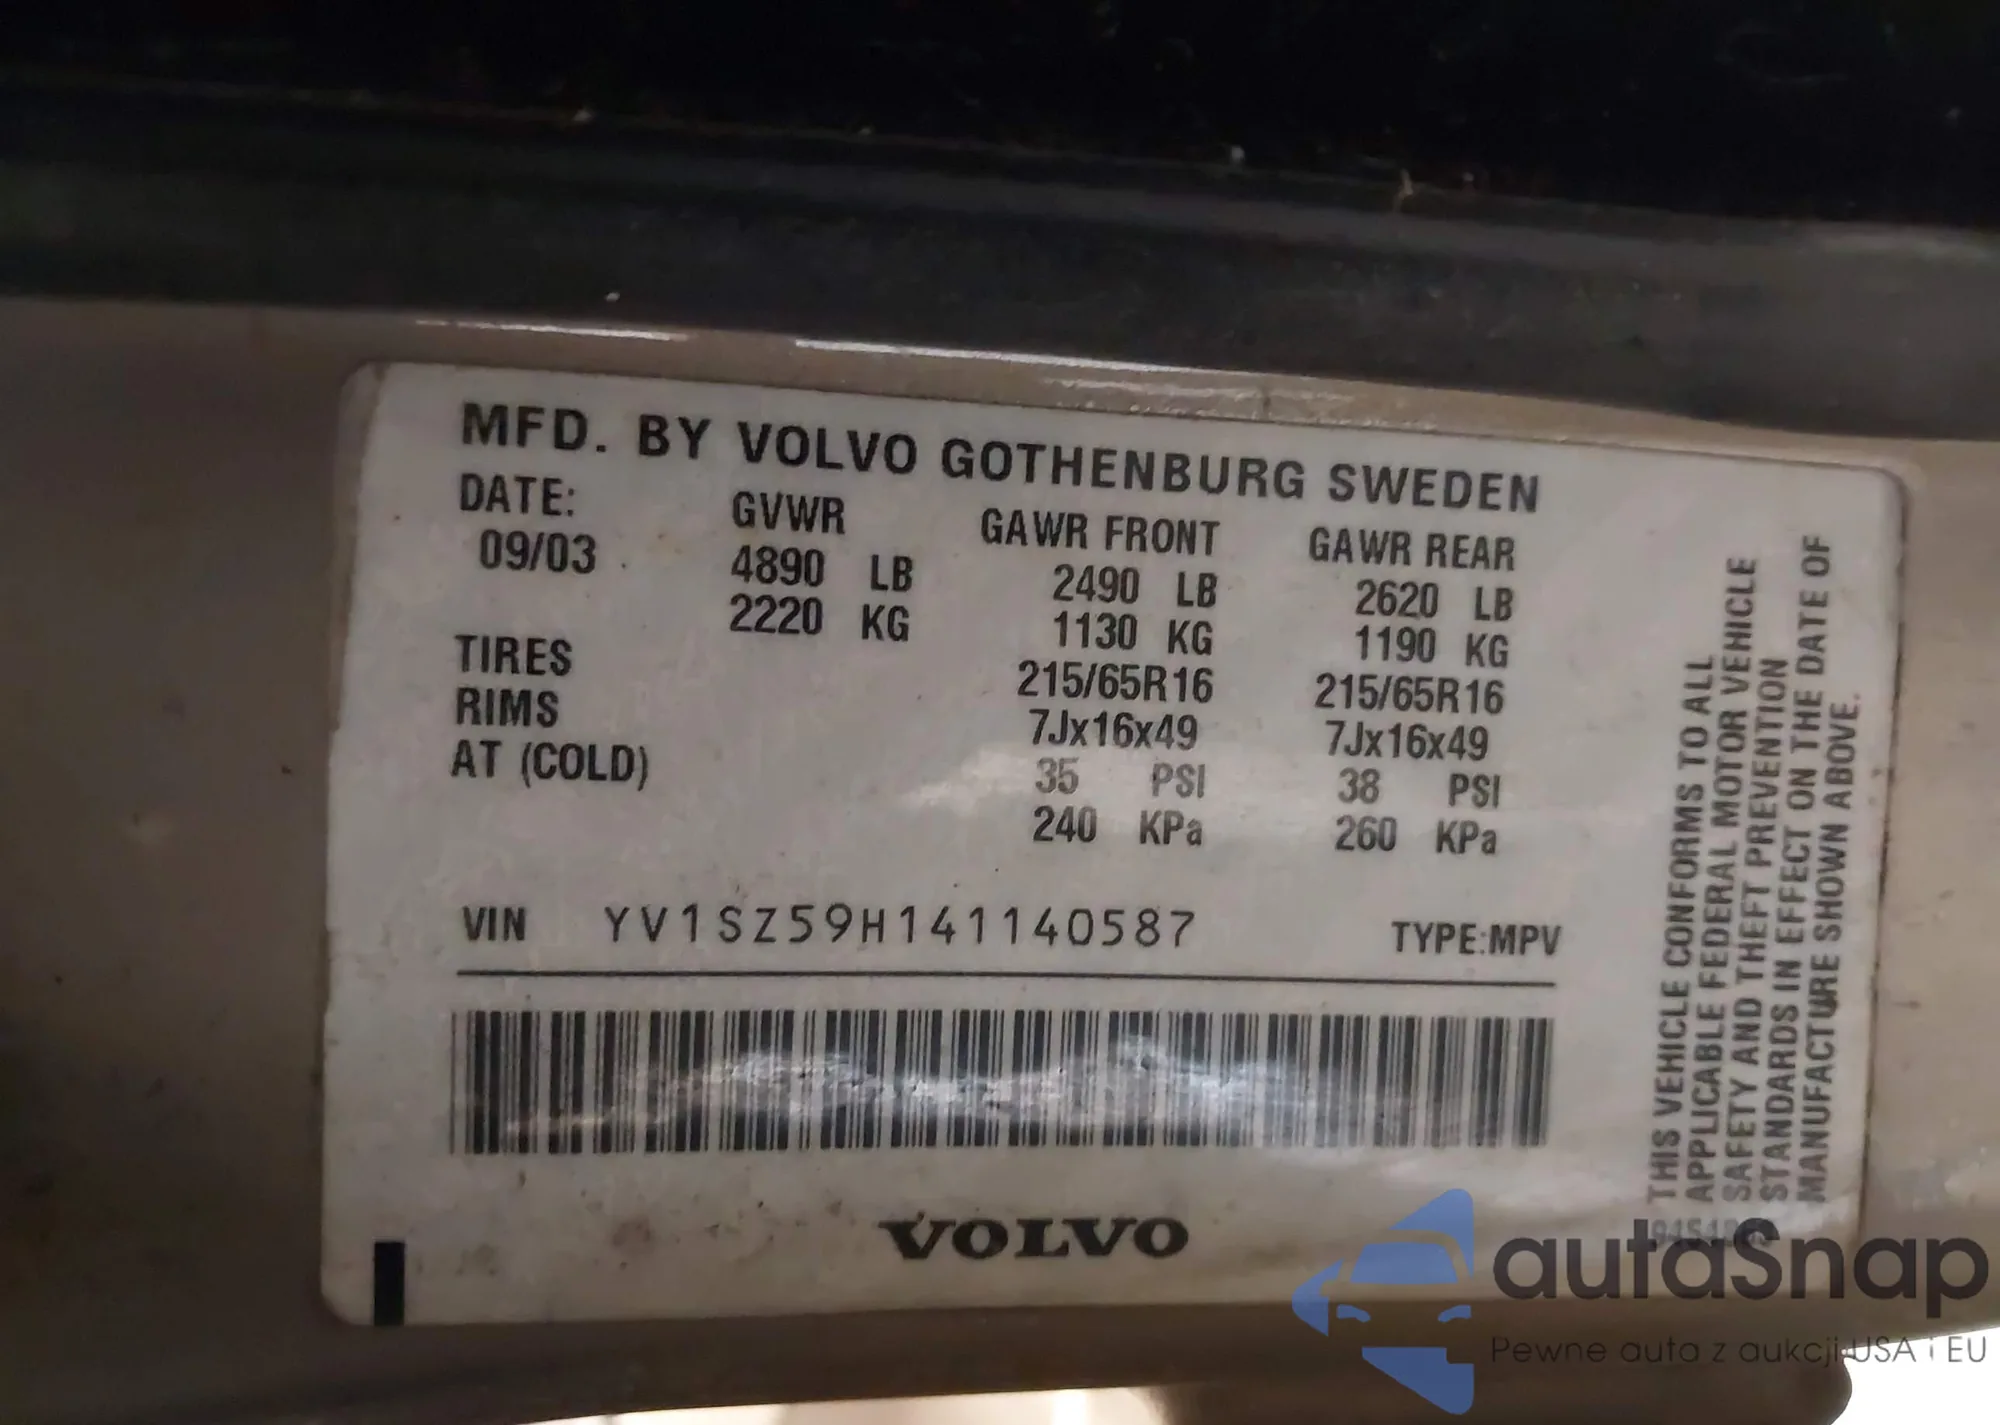 MFD. BY VOLVO GOTHENBURG SWEDEN
DATE: GVWR GAWR FRONT GAWR REAR
09/03 4890 LB 2490 LB 2620 LB
2220 KG 1130 KG 1190 KG
TIRES 215/65R16 215/65R16
RIMS 7Jx16x49 7Jx16x49
AT (COLD) 35 PSI 38 PSI
240 KPa 260 KPa
VIN YV1SZ59H141140587 TYPE:MPV
VOLVO
THIS VEHICLE CONFORMS TO ALL
APPLICABLE FEDERAL MOTOR VEHICLE
SAFETY AND THEFT PREVENTION
STANDARDS IN EFFECT ON THE DATE OF
MANUFACTURE SHOWN ABOVE.
autaSnap
Pewne auta z aukcji USA i EU